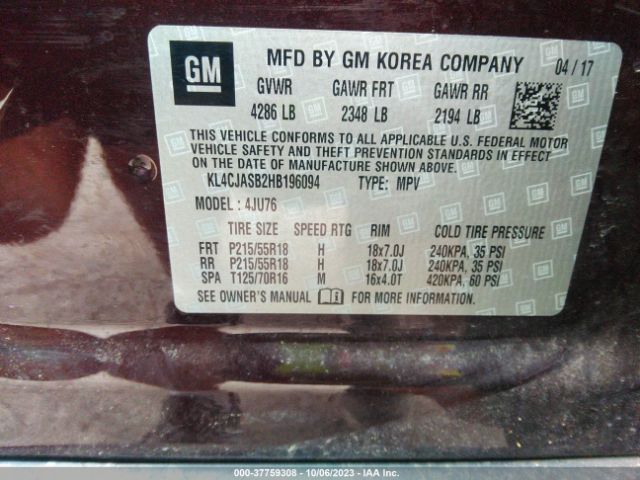 GM
MFD BY GM KOREA COMPANY 04 / 17
GVWR GAWR FRT GAWR RR
4286 LB 2348 LB 2194 LB
THIS VEHICLE CONFORMS TO ALL APPLICABLE U.S. FEDERAL MOTOR
VEHICLE SAFETY AND THEFT PREVENTION STANDARDS IN EFFECT
ON THE DATE OF MANUFACTURE SHOWN ABOVE.
KL4CJASB2HB196094 TYPE: MPV
MODEL : 4JU76
TIRE SIZE SPEED RTG RIM COLD TIRE PRESSURE
FRT P215/55R18 H 18x7.0J 240KPA, 35 PSI
RR P215/55R18 H 18x7.0J 240KPA, 35 PSI
SPA T125/70R16 M 16x4.0T 420KPA, 60 PSI
SEE OWNER'S MANUAL FOR MORE INFORMATION.
000-37759308 - 10/06/2023 - IAA Inc.